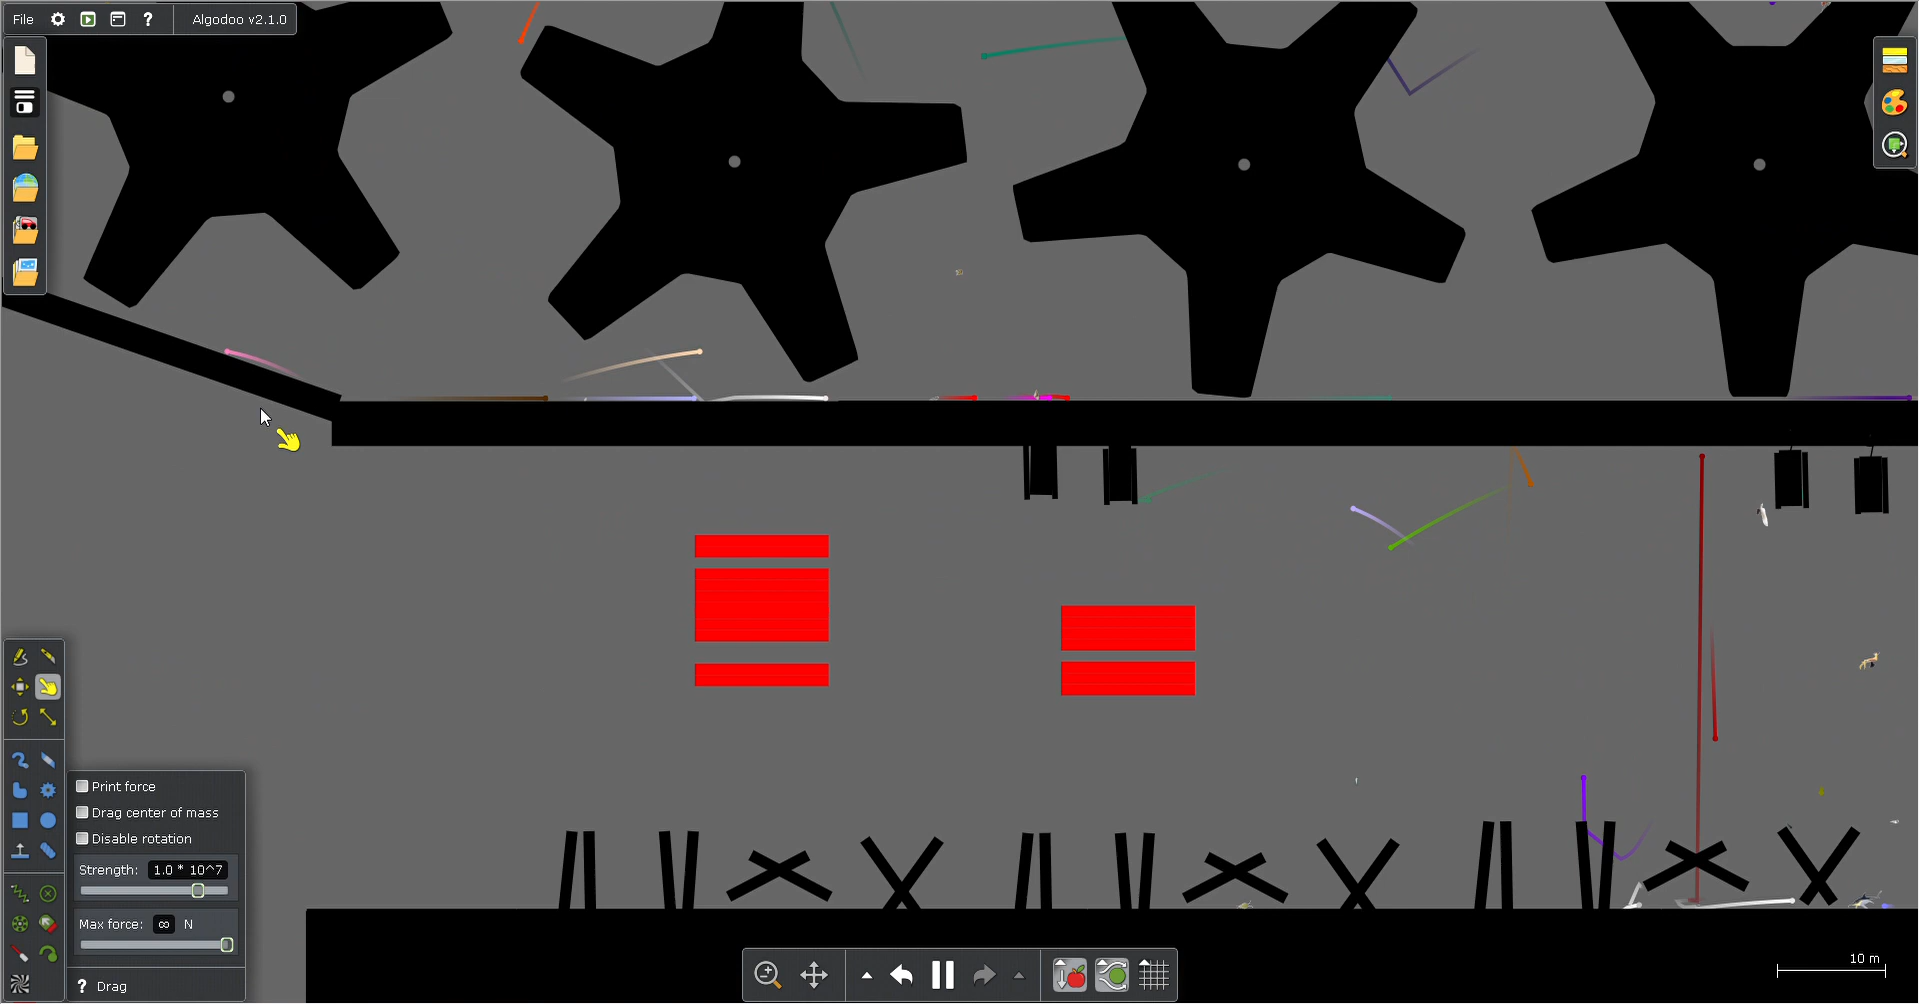 File
?
Algodoo v2.1.0
Print force
Drag center of mass
Disable rotation
Strength: 1.0 * 10^7
Max force: ∞ N
? Drag
10 m